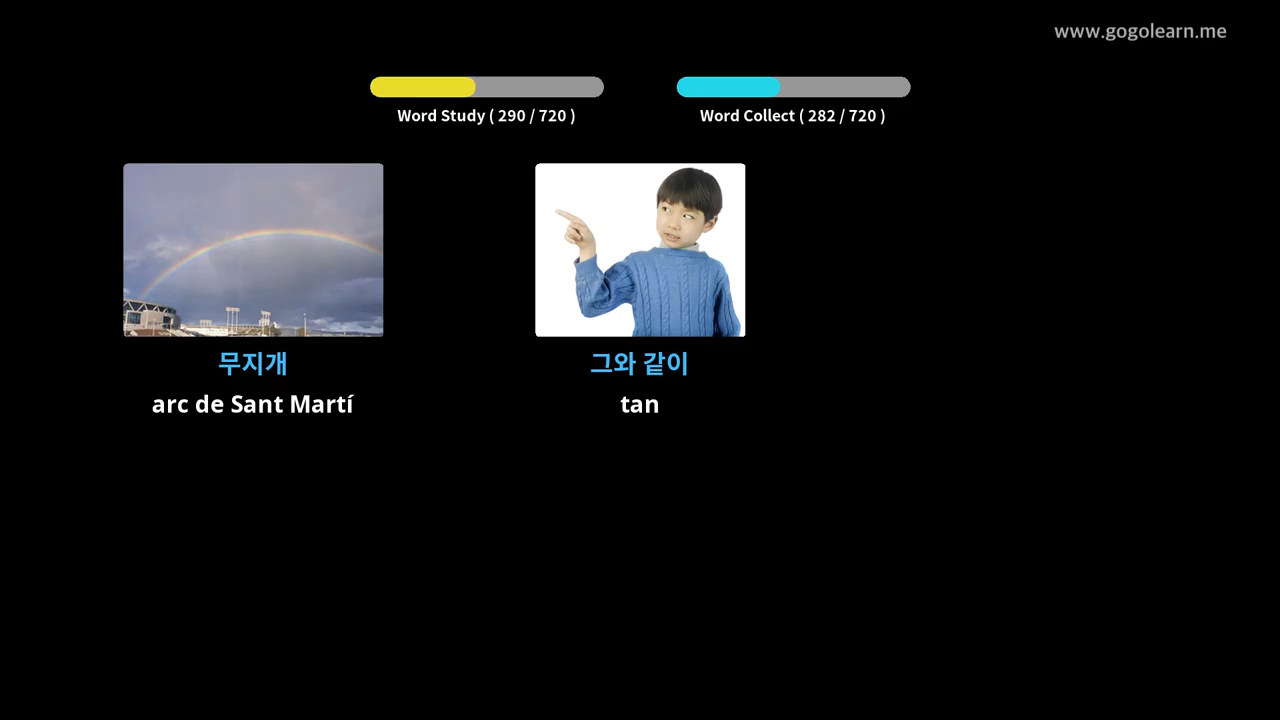 www.gogolearn.me
Word Study ( 290 / 720 )
Word Collect ( 282 / 720 )
무지개
arc de Sant Martí
그와 같이
tan